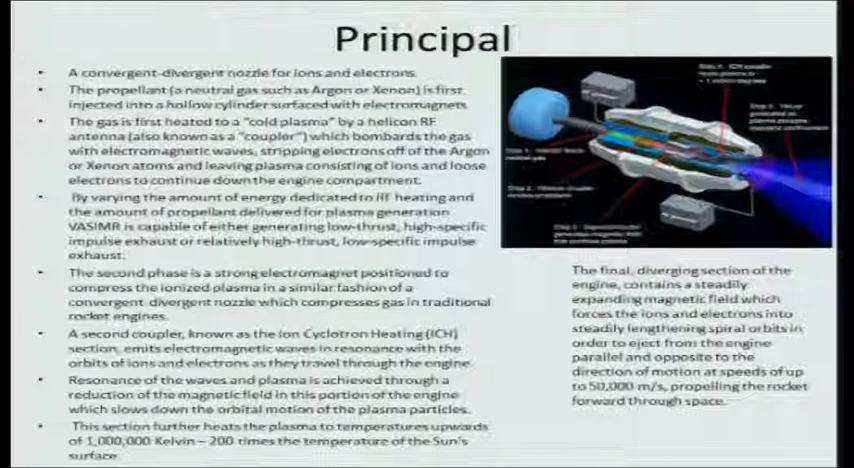 Principal
A convergent-divergent nozzle for ions and electrons
The propellant (a neutral gas such as Argon or Xenon) is first
injected into a hollow cylinder surfaced with electromagnets
The gas is first heated to a "cold plasma" by a helicon RF
antenna (also known as a "coupler") which bombards the gas
with electromagnetic waves, stripping electrons off of the Argon
or Xenon atoms and leaving plasma consisting of ions and loose
electrons to continue down the engine compartment.
By varying the amount of energy dedicated to RF heating and
the amount of propellant delivered for plasma generation
VASIMR is capable of either generating low-thrust, high-specific
impulse exhaust or relatively high-thrust, low-specific impulse
exhaust.
The second phase is a strong electromagnet positioned to
compress the ionized plasma in a similar fashion of a
convergent-divergent nozzle which compresses gas in traditional
rocket engines.
A second coupler, known as the Ion Cyclotron Heating (ICH)
section, emits electromagnetic waves in resonance with the
orbits of ions and electrons as they travel through the engine.
Resonance of the waves and plasma is achieved through a
reduction of the magnetic field in this portion of the engine
which slows down the orbital motion of the plasma particles.
This section further heats the plasma to temperatures upwards
of 1,000,000 Kelvin – 200 times the temperature of the Sun's
surface.
The final, diverging section of the
engine, contains a steadily
expanding magnetic field which
forces the ions and electrons into
steadily lengthening spiral orbits in
order to eject from the engine
parallel and opposite to the
direction of motion at speeds of up
to 50,000 m/s, propelling the rocket
forward through space.